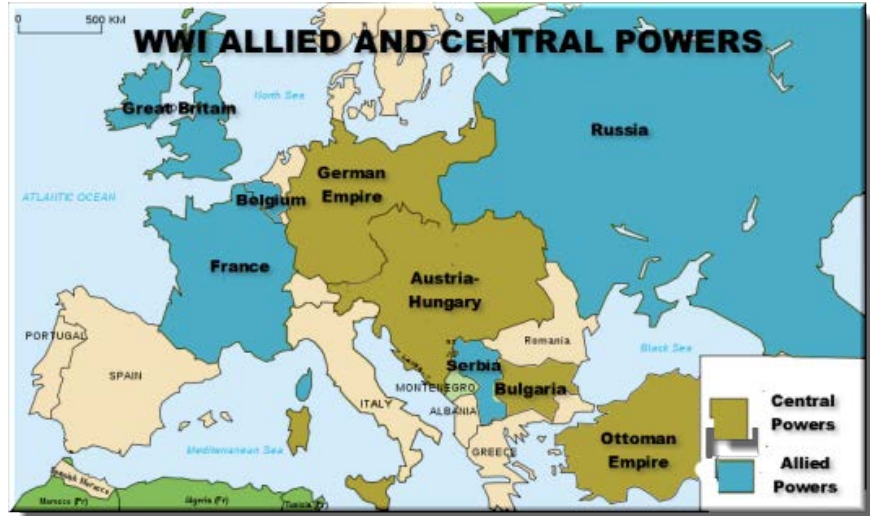 500 KM
0
WWI ALLIED AND CENTRAL POWERS
North Sea
Great Britain
Russia
German
Empire
ATLANTIC OCEAN
Belgium
France
Austria-
Hungary
PORTUGAL
Romania
Black Sea
SPAIN
Serbia
MONTENEGRO
Bulgaria
ITALY
ALBANIA
Central
Powers
Ottoman
Empire
Mediterranean Sea
GREECE
Allied
Powers
Spanish Morocco
Morocco (Fr)
Algeria (Fr)
Tunisia (Fr)